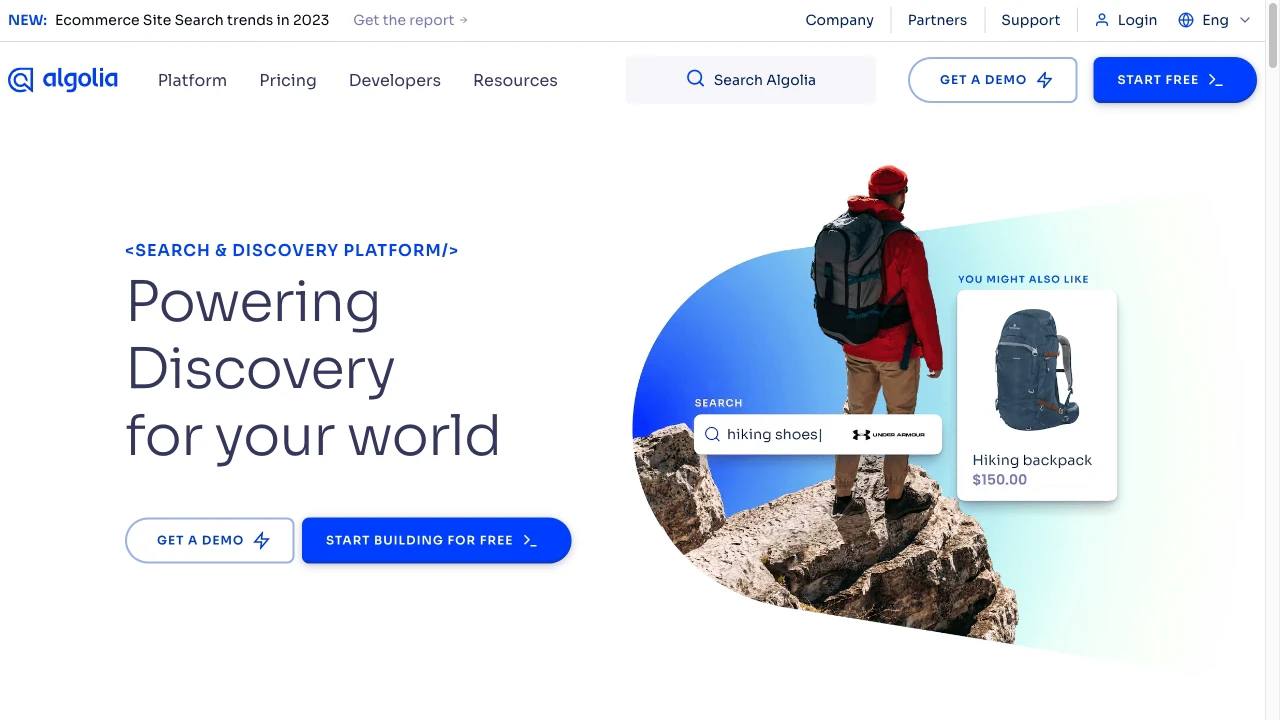 NEW: Ecommerce Site Search trends in 2023 Get the report → Company Partners Support Login Eng
algolia Platform Pricing Developers Resources Search Algolia GET A DEMO START FREE
<SEARCH & DISCOVERY PLATFORM/>
Powering
Discovery
for your world
GET A DEMO START BUILDING FOR FREE
YOU MIGHT ALSO LIKE
SEARCH
hiking shoes| UNDER ARMOUR
Hiking backpack
$150.00